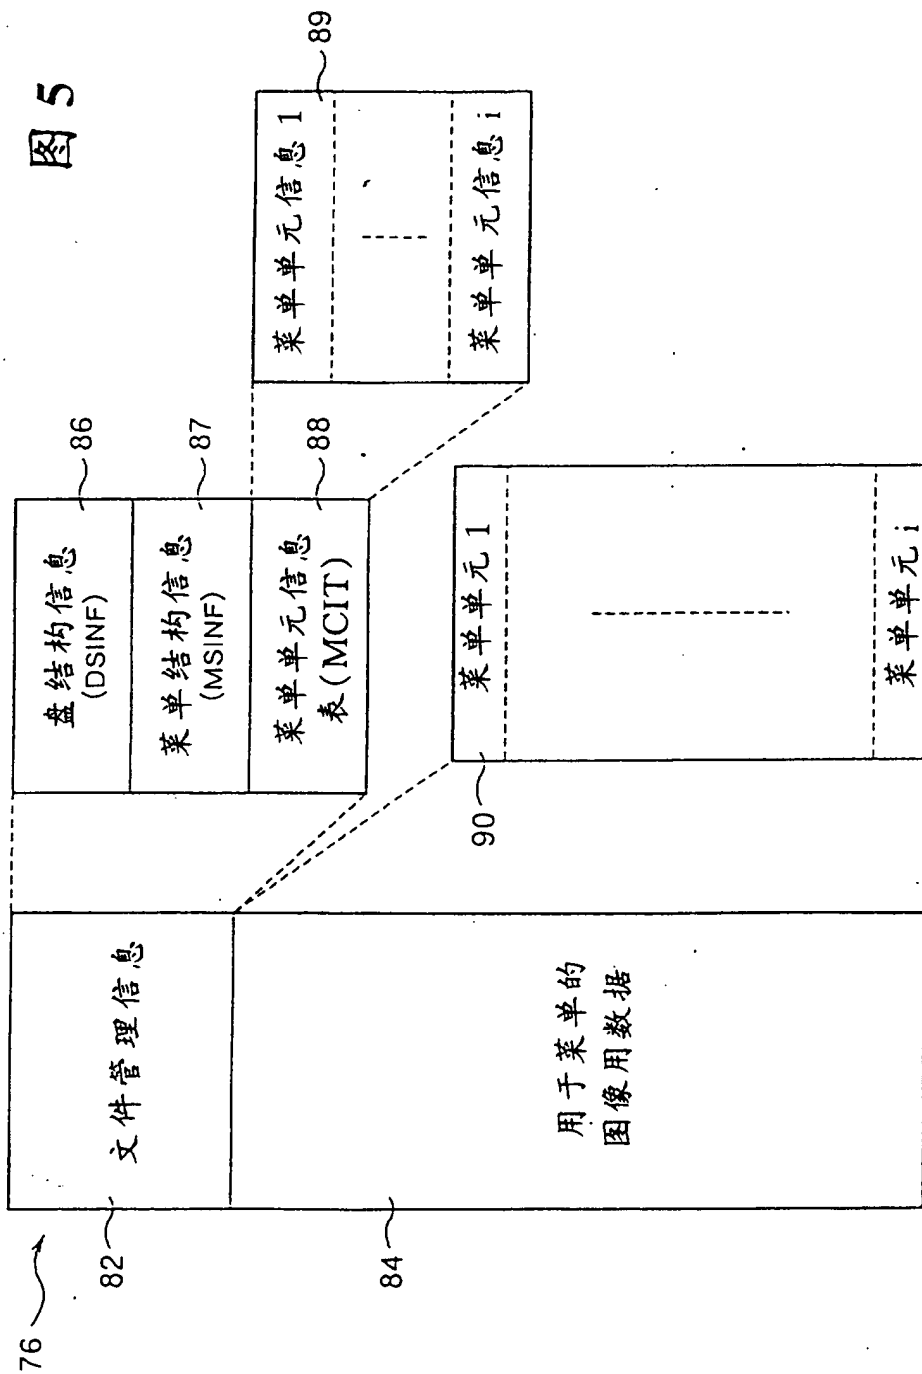 图 5
76
82
文件管理信息
84
用于菜单的
图像用数据
盘结构信息
(DSINF)
86
菜单结构信息
(MSINF)
87
菜单单元信息
表(MCIT)
88
菜单单元信息 1
89
菜单单元信息 i
90
菜单单元 1
菜单单元 i